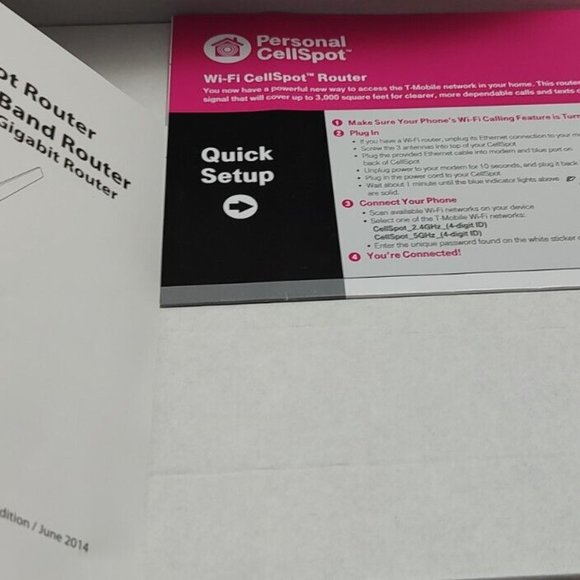 ot Router
Band Router
Gigabit Router
dition / June 2014
Personal
CellSpot™
Wi-Fi CellSpot™ Router
You now have a powerful new way to access the T-Mobile network in your home. This route
signal that will cover up to 3,000 square feet for clearer, more dependable calls and texts
Quick
Setup
1 Make Sure Your Phone's Wi-Fi Calling Feature is Turn
2 Plug In
• If you have a Wi-Fi router, unplug its Ethernet connection to your m
• Screw the 3 antennas into top of your CellSpot
• Plug the provided Ethernet cable into modem and blue port on
back of CellSpot
• Unplug power to your modem for 10 seconds, and plug it back
• Plug in the power cord to your CellSpot
• Wait about 1 minute until the blue indicator lights above
are solid.
3 Connect Your Phone
• Scan available Wi-Fi networks on your device
• Select one of the T-Mobile Wi-Fi networks:
CellSpot_2.4GHz_(4-digit ID)
CellSpot_5GHz_(4-digit ID)
• Enter the unique password found on the white sticker
4 You're Connected!